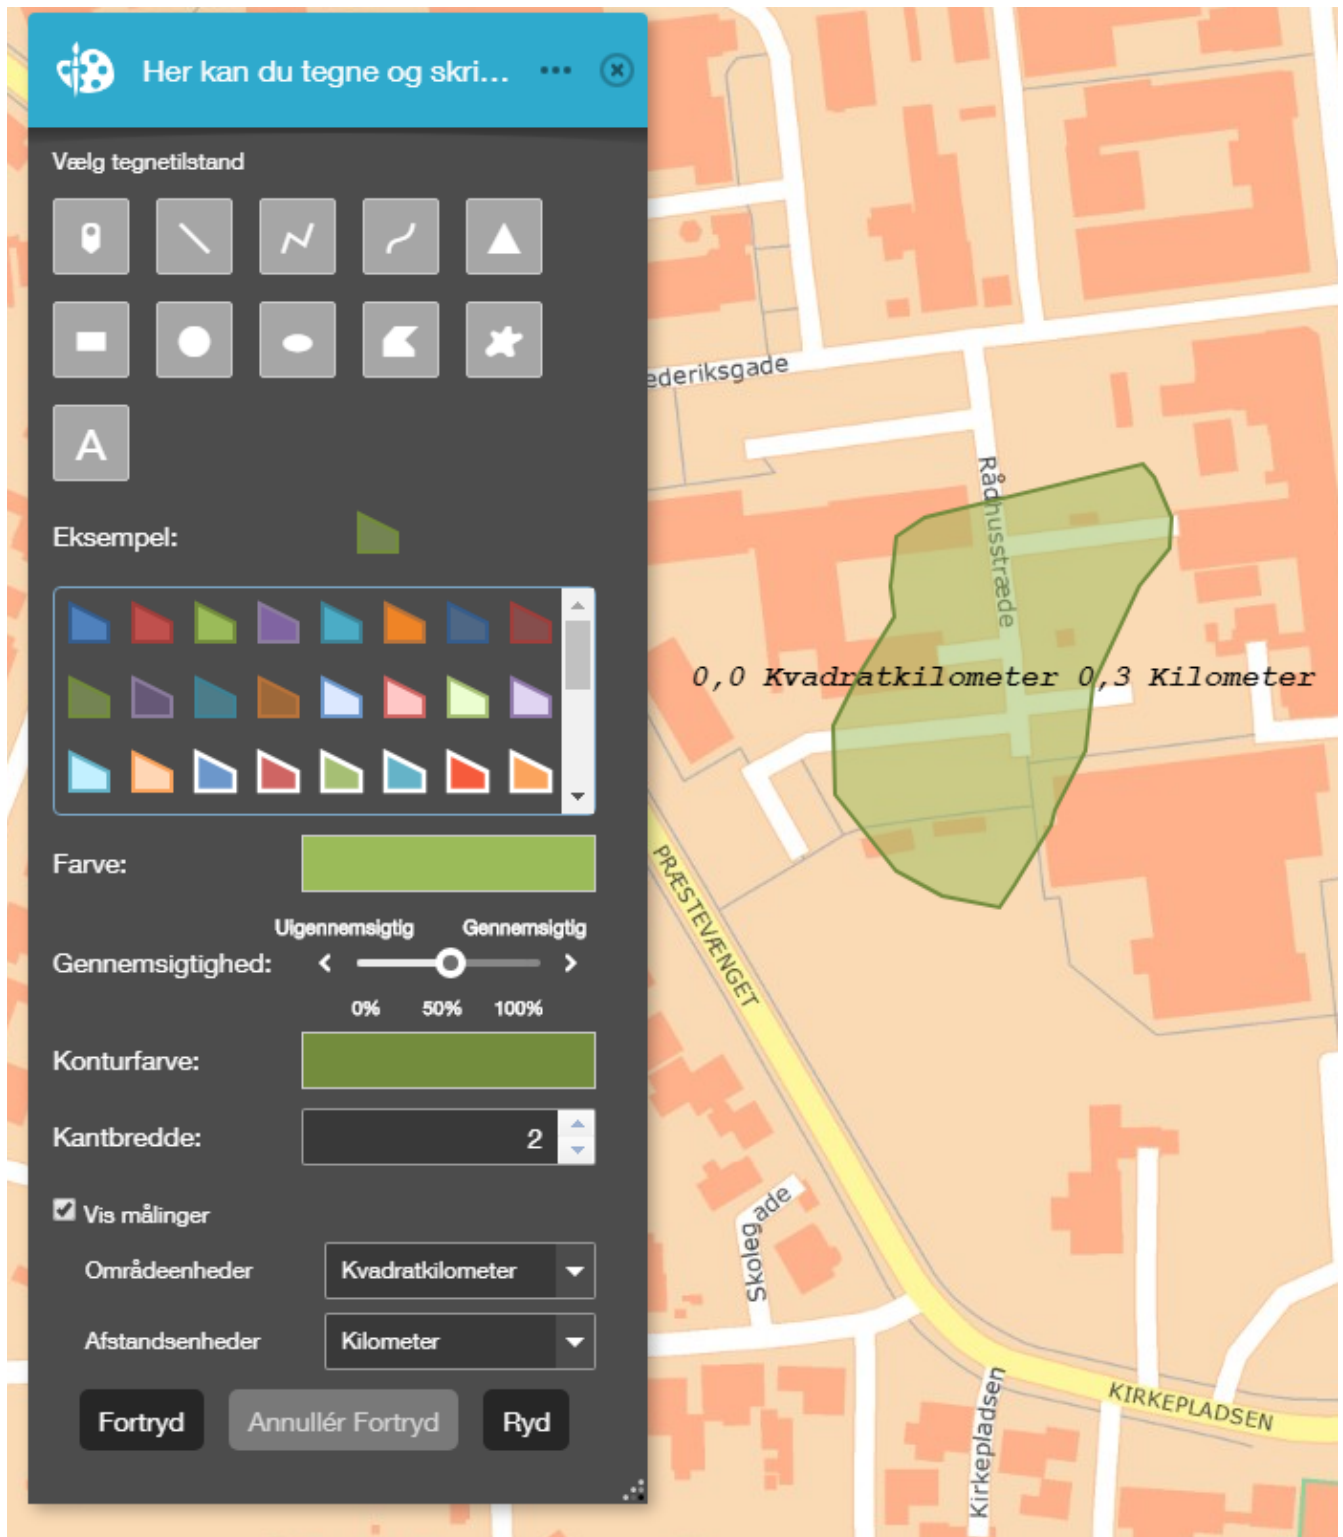 Her kan du tegne og skri...
Vælg tegnetilstand
A
Eksempel:
Farve:
Uigennemsigtig Gennemsigtig
Gennemsigtighed:
0% 50% 100%
Konturfarve:
Kantbredde: 2
Vis målinger
Områdeenheder Kvadratkilometer
Afstandsenheder Kilometer
Fortryd Annullér Fortryd Ryd
ederiksgade
Rådhusstræde
0,0 Kvadratkilometer 0,3 Kilometer
PRÆSTEVÆNGET
Skolegade
Kirkepladsen
KIRKEPLADSEN